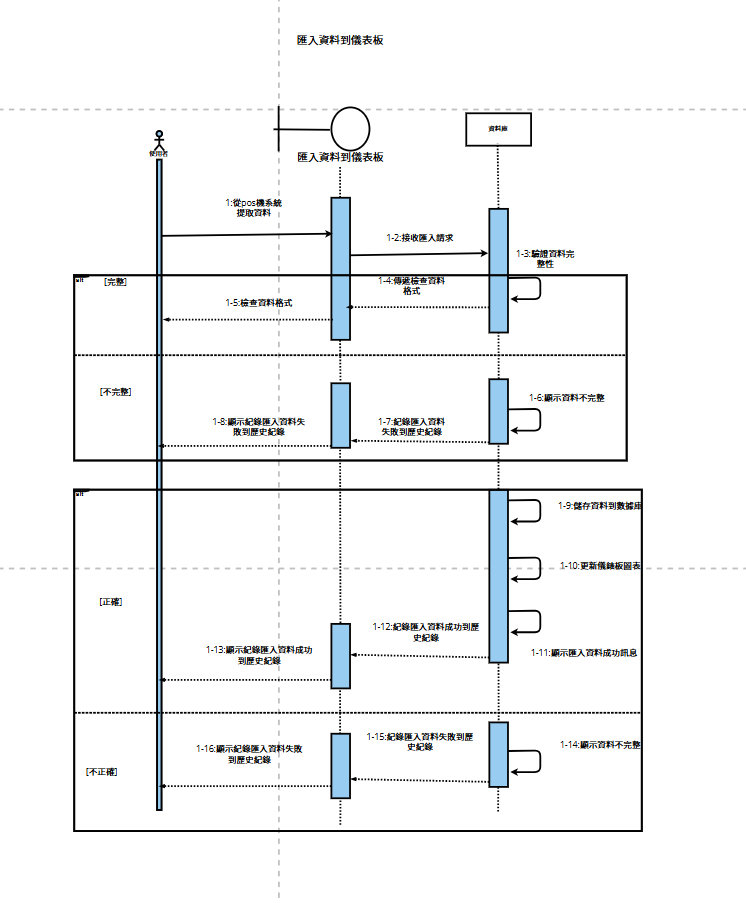 匯入資料到儀表板
資料庫
使用者
匯入資料到儀表板
1:從pos機系統
提取資料
1-2:接收匯入請求
1-3:驗證資料完
整性
alt
[完整]
1-4:傳遞檢查資料
格式
1-5:檢查資料格式
[不完整]
1-6:顯示資料不完整
1-7:紀錄匯入資料
失敗到歷史紀錄
1-8:顯示紀錄匯入資料失
敗到歷史紀錄
alt
1-9:儲存資料到數據庫
1-10:更新儀錶板圖表
[正確]
1-11:顯示匯入資料成功訊息
1-12:紀錄匯入資料成功到歷
史紀錄
1-13:顯示紀錄匯入資料成功
到歷史紀錄
1-14:顯示資料不完整
1-15:紀錄匯入資料失敗到歷
史紀錄
1-16:顯示紀錄匯入資料失敗
到歷史紀錄
[不正確]